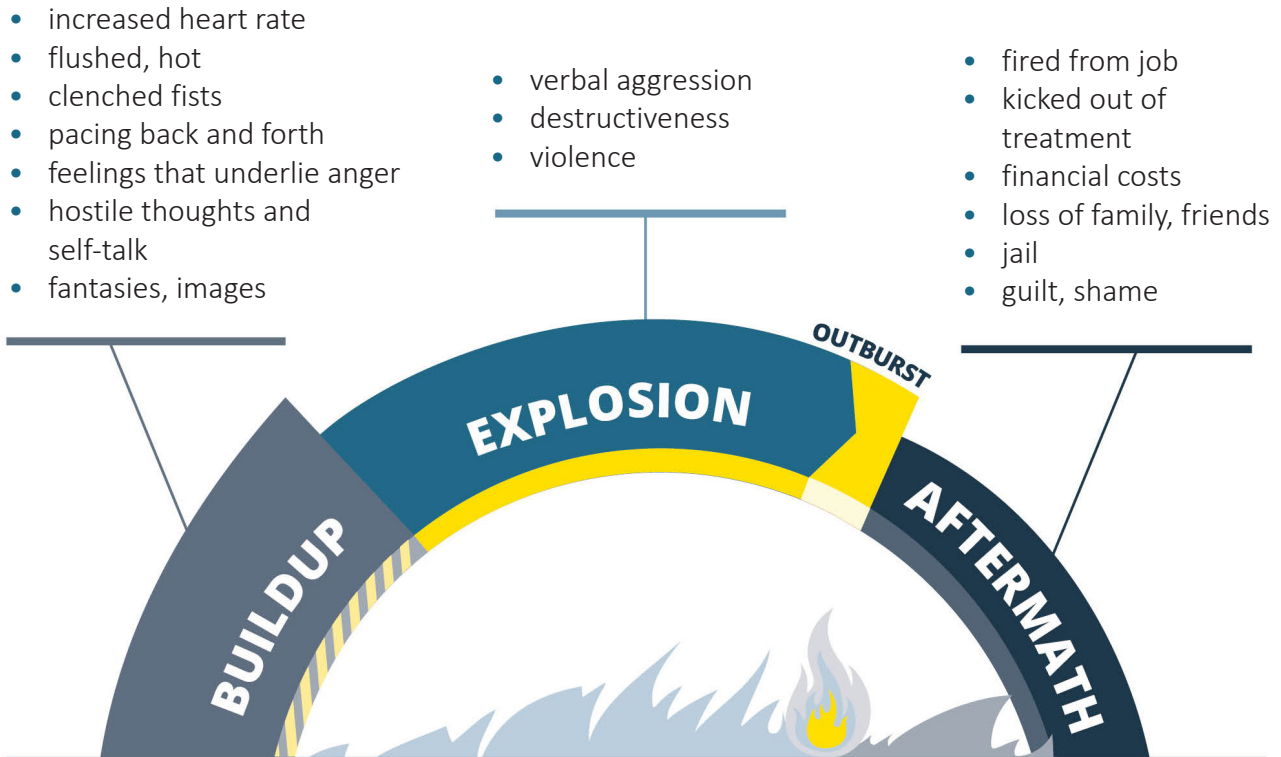 • increased heart rate
• flushed, hot
• clenched fists
• pacing back and forth
• feelings that underlie anger
• hostile thoughts and
self-talk
• fantasies, images
• verbal aggression
• destructiveness
• violence
• fired from job
• kicked out of
treatment
• financial costs
• loss of family, friends
• jail
• guilt, shame
BUILDUP
EXPLOSION
OUTBURST
AFTERMATH